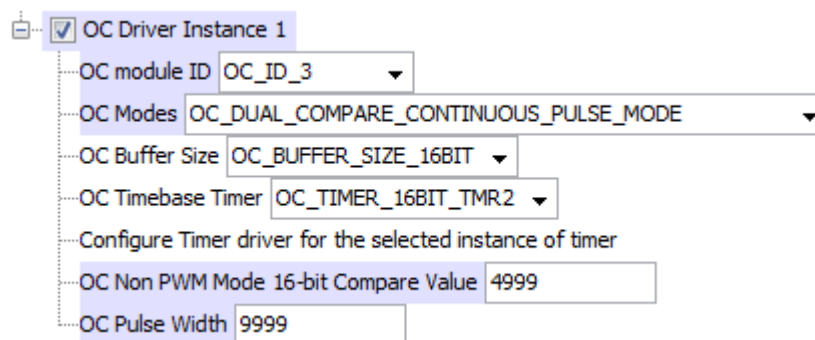 OC Driver Instance 1
OC module ID OC_ID_3
OC Modes OC_DUAL_COMPARE_CONTINUOUS_PULSE_MODE
OC Buffer Size OC_BUFFER_SIZE_16BIT
OC Timebase Timer OC_TIMER_16BIT_TMR2
Configure Timer driver for the selected instance of timer
OC Non PWM Mode 16-bit Compare Value 4999
OC Pulse Width 9999